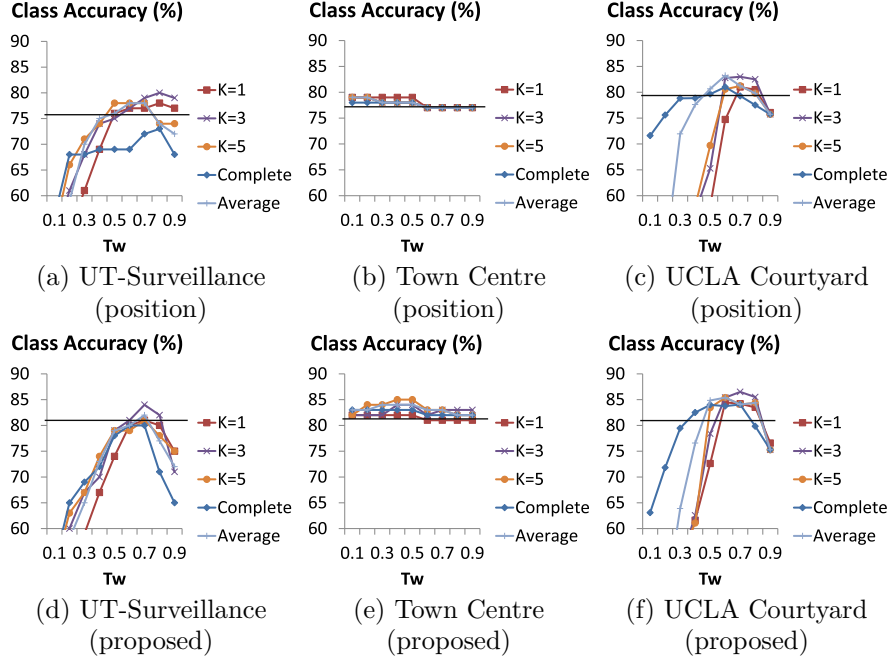 Class Accuracy (%) Class Accuracy (%) Class Accuracy (%)
90 90 90
85 85 85
80 80 80
75 75 75
70 70 70
65 65 65
60 60 60
K=1 K=1 K=1
K=3 K=3 K=3
K=5 K=5 K=5
Complete Complete Complete
Average Average Average
0.1 0.3 0.5 0.7 0.9 0.1 0.3 0.5 0.7 0.9 0.1 0.3 0.5 0.7 0.9
Tw Tw Tw
(a) UT-Surveillance (b) Town Centre (c) UCLA Courtyard
(position) (position) (position)
Class Accuracy (%) Class Accuracy (%) Class Accuracy (%)
90 90 90
85 85 85
80 80 80
75 75 75
70 70 70
65 65 65
60 60 60
K=1 K=1 K=1
K=3 K=3 K=3
K=5 K=5 K=5
Complete Complete Complete
Average Average Average
0.1 0.3 0.5 0.7 0.9 0.1 0.3 0.5 0.7 0.9 0.1 0.3 0.5 0.7 0.9
Tw Tw Tw
(d) UT-Surveillance (e) Town Centre (f) UCLA Courtyard
(proposed) (proposed) (proposed)